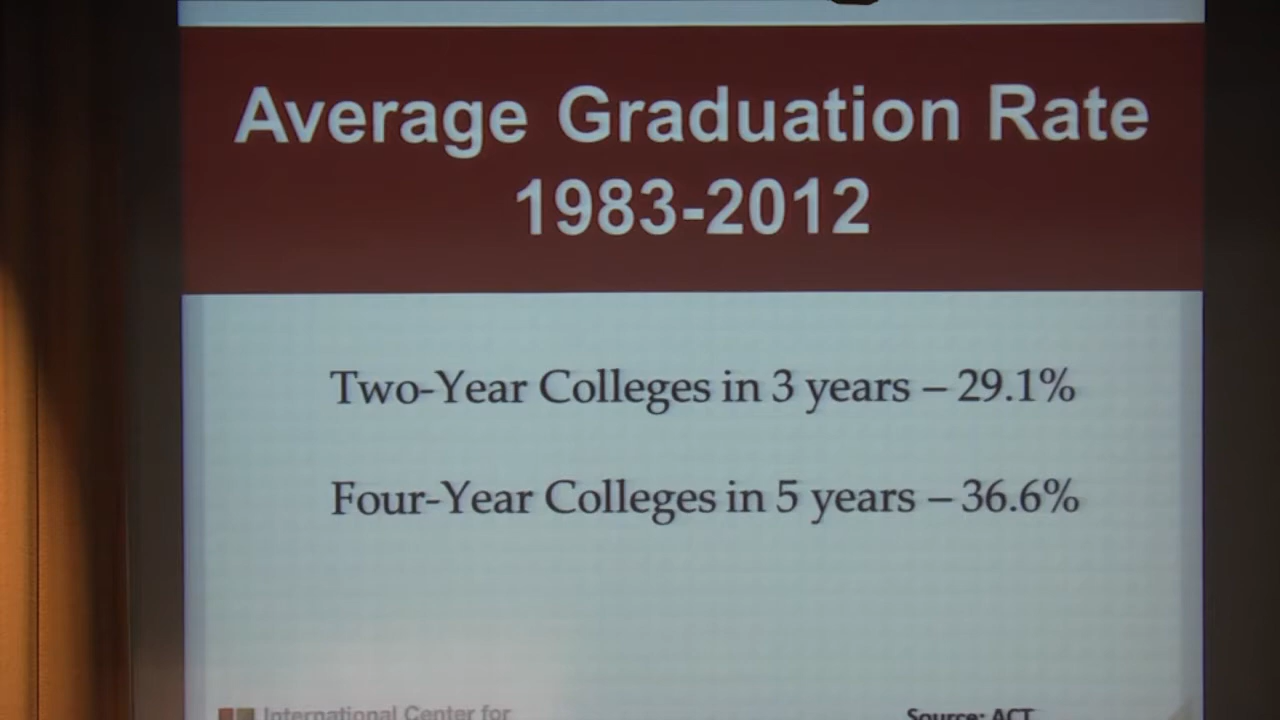 Average Graduation Rate
1983-2012
Two-Year Colleges in 3 years – 29.1%
Four-Year Colleges in 5 years – 36.6%
International Center for
Source: ACT